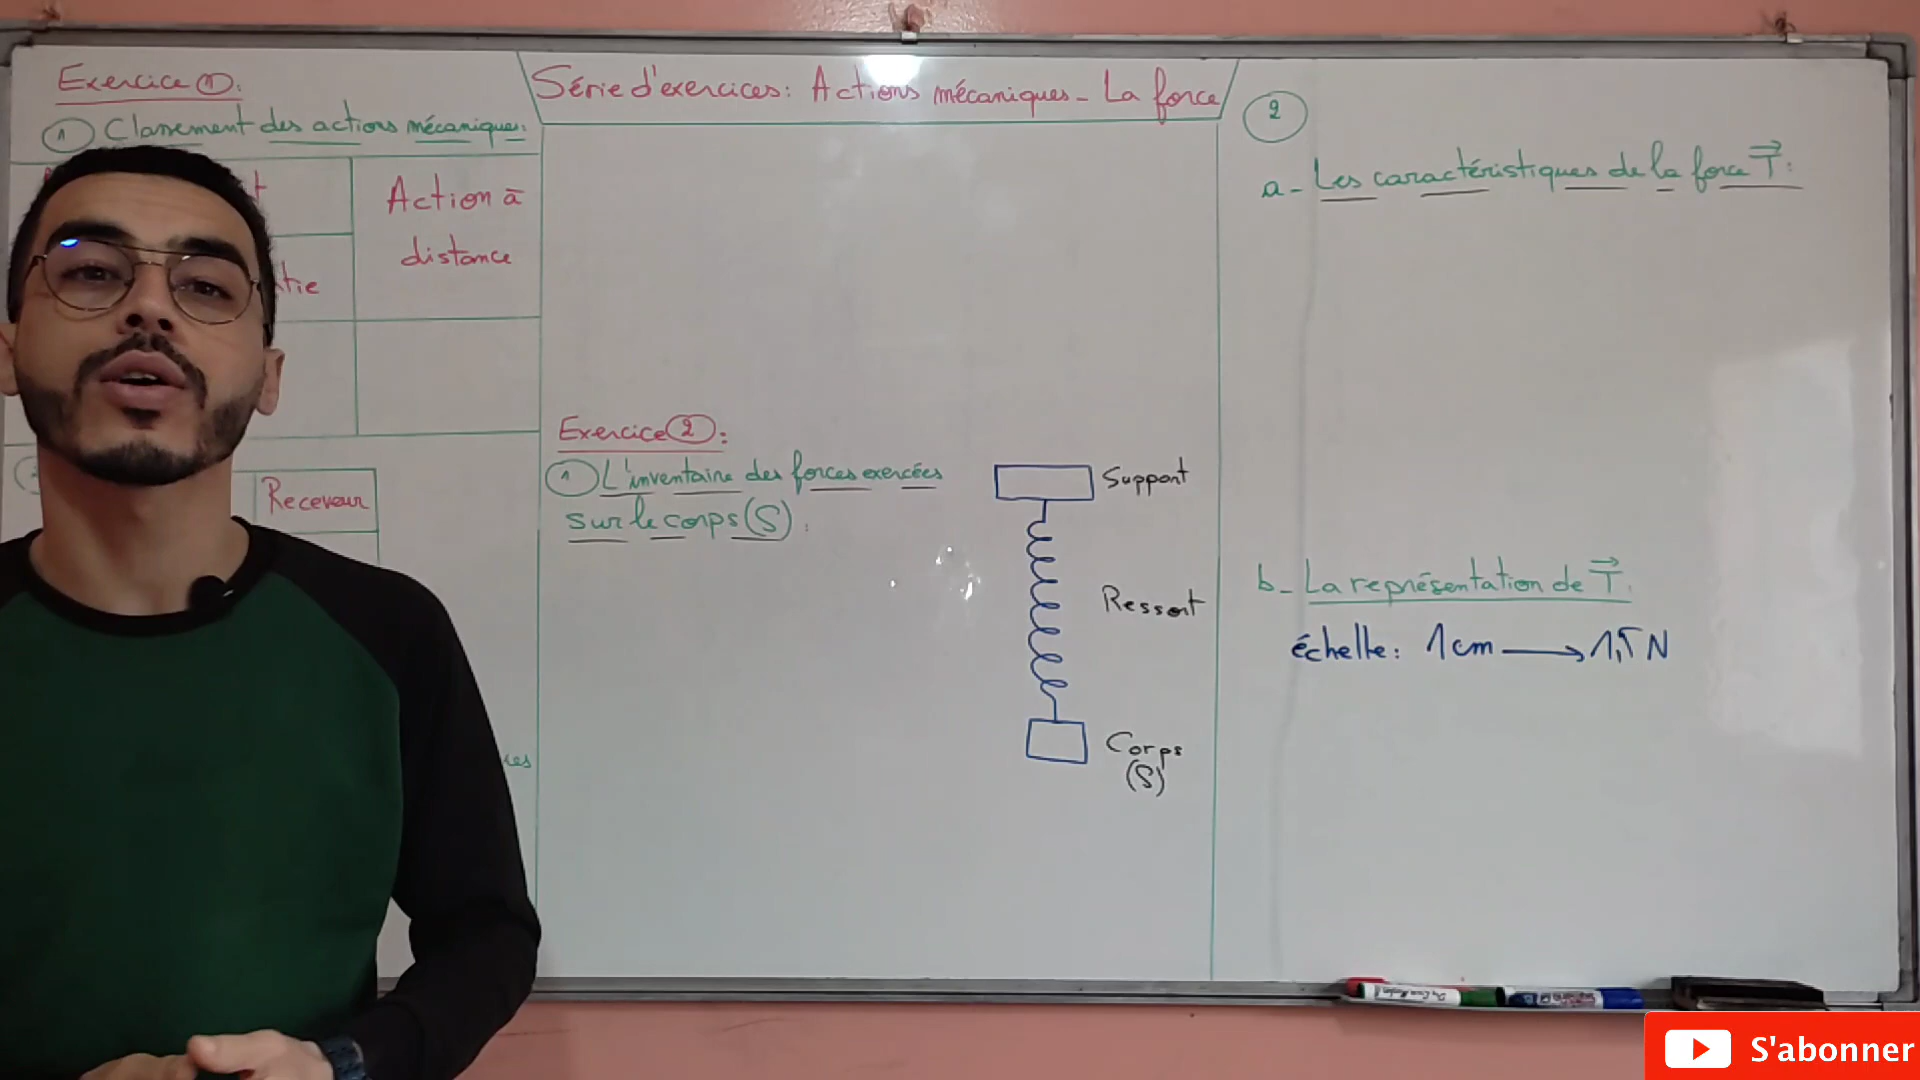 Exercice 1:
1 Classement des actions mécaniques:
Action à
distance
Receveur
Série d'exercices: Actions mécaniques - La force
Exercice 2:
1 L'inventaire des forces exercées
sur le corps (S):
Support
Ressort
Corps
(S)
2
a- Les caractéristiques de la force T:
b- La représentation de T:
échelle: 1cm → 1,5 N
S'abonner